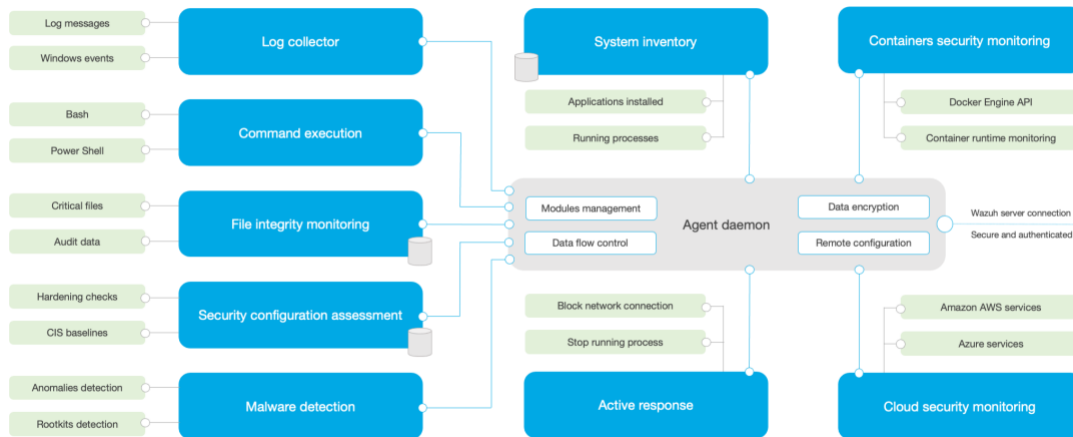 Log messages
Windows events
Log collector
Bash
Power Shell
Command execution
Critical files
Audit data
File integrity monitoring
Hardening checks
CIS baselines
Security configuration assessment
Anomalies detection
Rootkits detection
Malware detection
System inventory
Applications installed
Running processes
Containers security monitoring
Docker Engine API
Container runtime monitoring
Modules management
Data flow control
Agent daemon
Data encryption
Remote configuration
Wazuh server connection
Secure and authenticated
Block network connection
Stop running process
Active response
Amazon AWS services
Azure services
Cloud security monitoring